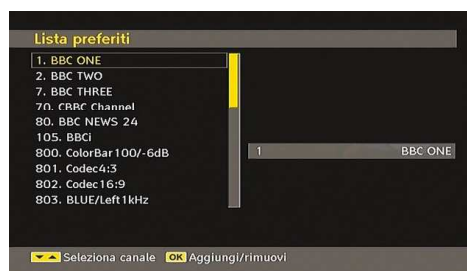 Lista preferiti
1. BBC ONE
2. BBC TWO
7. BBC THREE
70. CBBC Channel
80. BBC NEWS 24
105. BBCi
800. ColorBar100/-6dB
801. Codec4:3
802. Codec16:9
803. BLUE/Left1kHz
1 BBC ONE
Seleziona canale OK Aggiungi/rimuovi